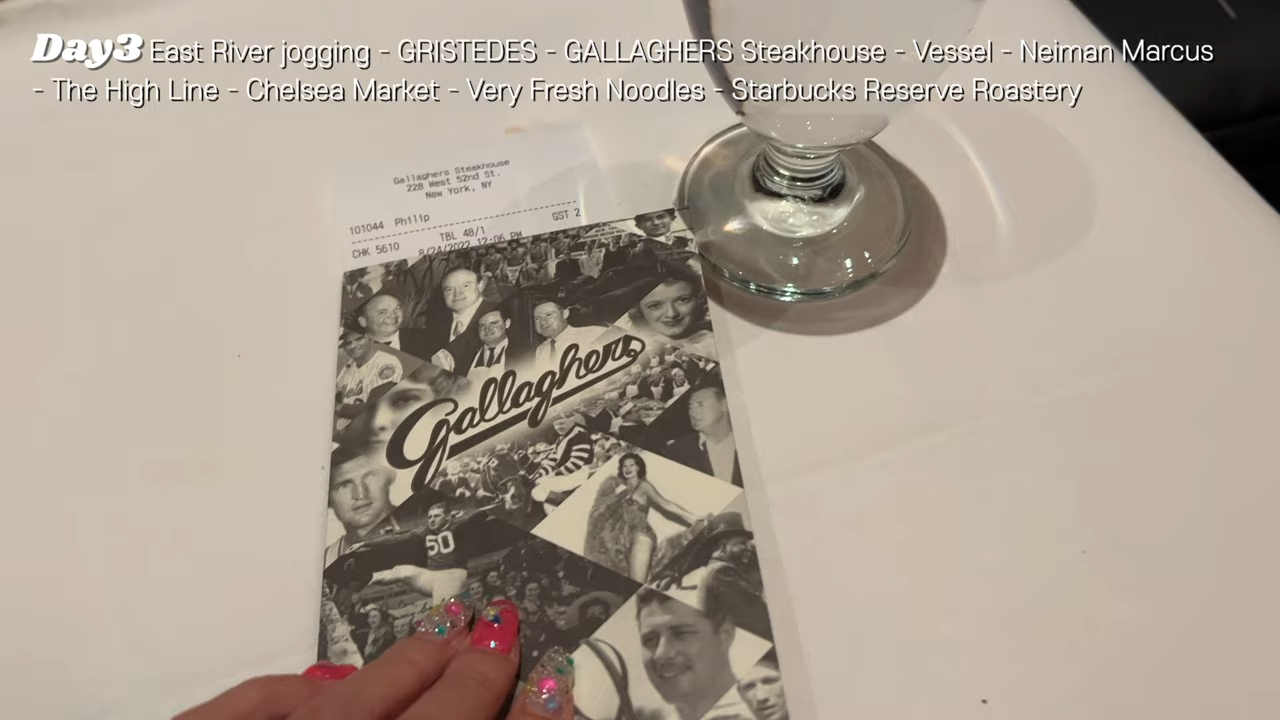 Day3 East River jogging - GRISTEDES - GALLAGHERS Steakhouse - Vessel - Neiman Marcus
- The High Line - Chelsea Market - Very Fresh Noodles - Starbucks Reserve Roastery
Gallaghers Steakhouse
228 West 52nd St.
New York, NY
101044 Philip
TBL 48/1 GST 2
CHK 5610 8/24/2022 12:06 PM
Gallaghers
50